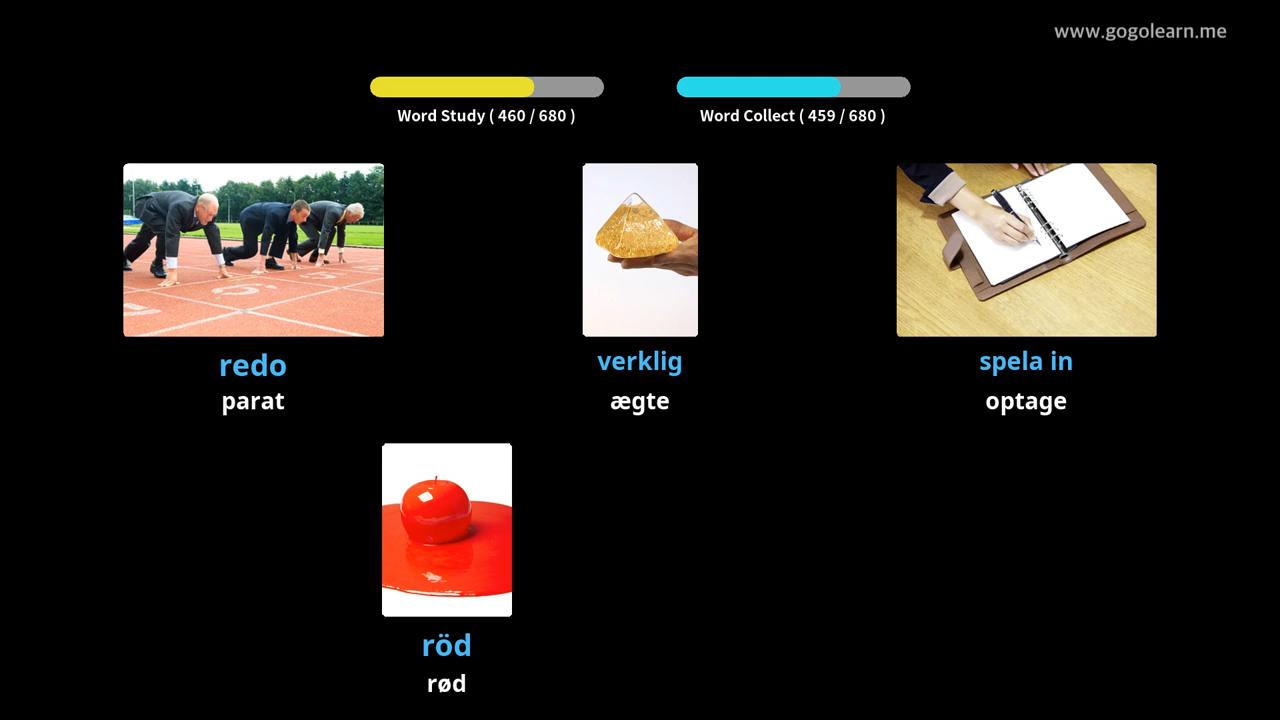 www.gogolearn.me
Word Study ( 460 / 680 )
Word Collect ( 459 / 680 )
redo
parat
verklig
ægte
spela in
optage
röd
rød